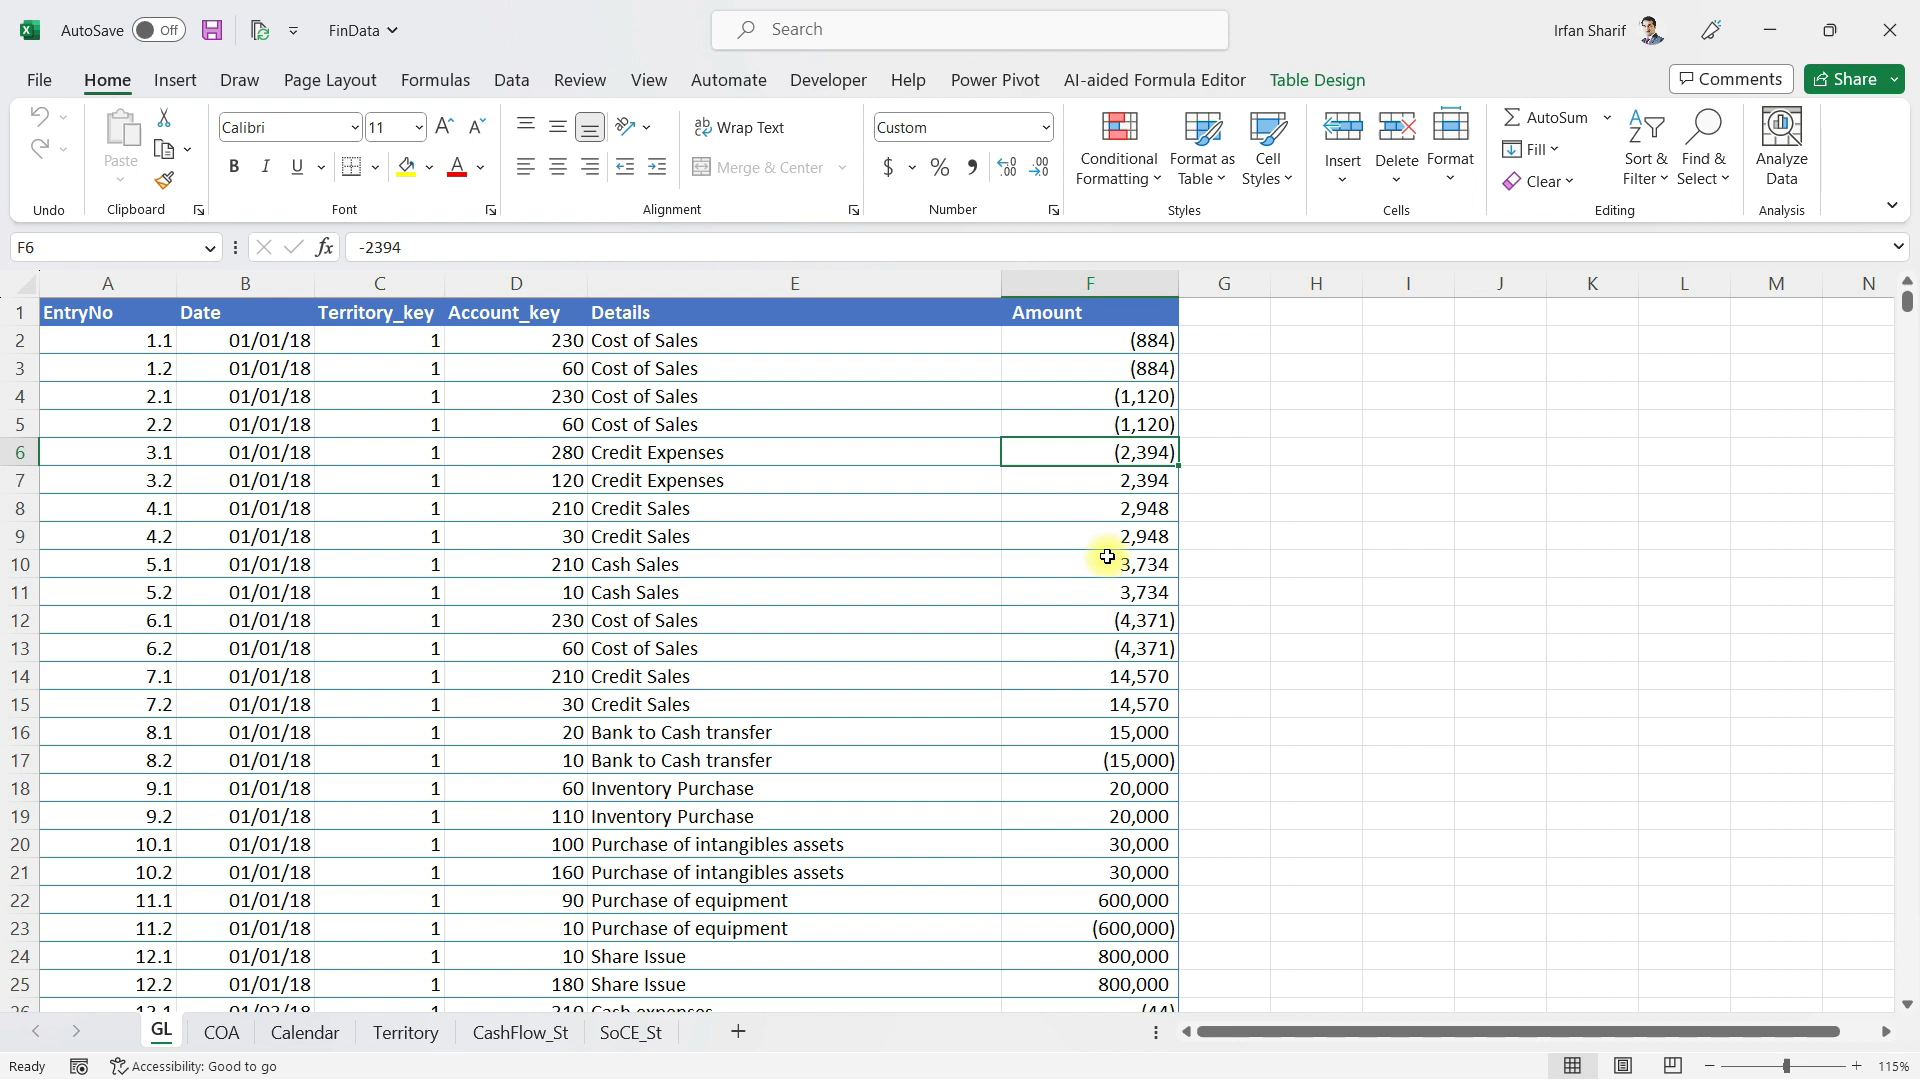 AutoSave Off FinData Search Irfan Sharif
File Home Insert Draw Page Layout Formulas Data Review View Automate Developer Help Power Pivot AI-aided Formula Editor Table Design Comments Share
Calibri 11 Wrap Text Custom AutoSum
Paste Fill
B I U Merge & Center $ % Conditional Formatting Format as Table Cell Styles Insert Delete Format Clear Sort & Filter Find & Select Analyze Data
Undo Clipboard Font Alignment Number Styles Cells Editing Analysis
F6 fx -2394
A B C D E F G H I J K L M N
1 EntryNo Date Territory_key Account_key Details Amount
2 1.1 01/01/18 1 230 Cost of Sales (884)
3 1.2 01/01/18 1 60 Cost of Sales (884)
4 2.1 01/01/18 1 230 Cost of Sales (1,120)
5 2.2 01/01/18 1 60 Cost of Sales (1,120)
6 3.1 01/01/18 1 280 Credit Expenses (2,394)
7 3.2 01/01/18 1 120 Credit Expenses 2,394
8 4.1 01/01/18 1 210 Credit Sales 2,948
9 4.2 01/01/18 1 30 Credit Sales 2,948
10 5.1 01/01/18 1 210 Cash Sales 3,734
11 5.2 01/01/18 1 10 Cash Sales 3,734
12 6.1 01/01/18 1 230 Cost of Sales (4,371)
13 6.2 01/01/18 1 60 Cost of Sales (4,371)
14 7.1 01/01/18 1 210 Credit Sales 14,570
15 7.2 01/01/18 1 30 Credit Sales 14,570
16 8.1 01/01/18 1 20 Bank to Cash transfer 15,000
17 8.2 01/01/18 1 10 Bank to Cash transfer (15,000)
18 9.1 01/01/18 1 60 Inventory Purchase 20,000
19 9.2 01/01/18 1 110 Inventory Purchase 20,000
20 10.1 01/01/18 1 100 Purchase of intangibles assets 30,000
21 10.2 01/01/18 1 160 Purchase of intangibles assets 30,000
22 11.1 01/01/18 1 90 Purchase of equipment 600,000
23 11.2 01/01/18 1 10 Purchase of equipment (600,000)
24 12.1 01/01/18 1 10 Share Issue 800,000
25 12.2 01/01/18 1 180 Share Issue 800,000
GL COA Calendar Territory CashFlow_St SoCE_St
Ready Accessibility: Good to go 115%